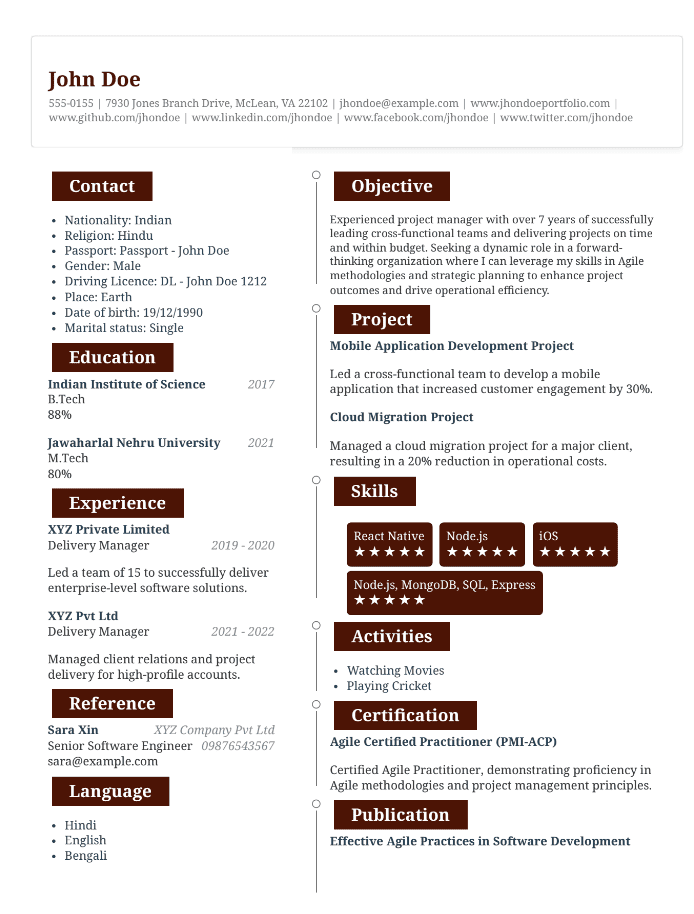 John Doe
555-0155 | 7930 Jones Branch Drive, McLean, VA 22102 | jhondoe@example.com | www.jhondoeportfolio.com |
www.github.com/jhondoe | www.linkedin.com/jhondoe | www.facebook.com/jhondoe | www.twitter.com/jhondoe
Contact
• Nationality: Indian
• Religion: Hindu
• Passport: Passport - John Doe
• Gender: Male
• Driving Licence: DL - John Doe 1212
• Place: Earth
• Date of birth: 19/12/1990
• Marital status: Single
Education
Indian Institute of Science 2017
B.Tech
88%
Jawaharlal Nehru University 2021
M.Tech
80%
Experience
XYZ Private Limited
Delivery Manager 2019 - 2020
Led a team of 15 to successfully deliver
enterprise-level software solutions.
XYZ Pvt Ltd
Delivery Manager 2021 - 2022
Managed client relations and project
delivery for high-profile accounts.
Reference
Sara Xin XYZ Company Pvt Ltd
Senior Software Engineer 09876543567
sara@example.com
Language
• Hindi
• English
• Bengali
Objective
Experienced project manager with over 7 years of successfully
leading cross-functional teams and delivering projects on time
and within budget. Seeking a dynamic role in a forward-
thinking organization where I can leverage my skills in Agile
methodologies and strategic planning to enhance project
outcomes and drive operational efficiency.
Project
Mobile Application Development Project
Led a cross-functional team to develop a mobile
application that increased customer engagement by 30%.
Cloud Migration Project
Managed a cloud migration project for a major client,
resulting in a 20% reduction in operational costs.
Skills
React Native Node.js iOS
★★★★★ ★★★★★ ★★★★★
Node.js, MongoDB, SQL, Express
★★★★★
Activities
• Watching Movies
• Playing Cricket
Certification
Agile Certified Practitioner (PMI-ACP)
Certified Agile Practitioner, demonstrating proficiency in
Agile methodologies and project management principles.
Publication
Effective Agile Practices in Software Development